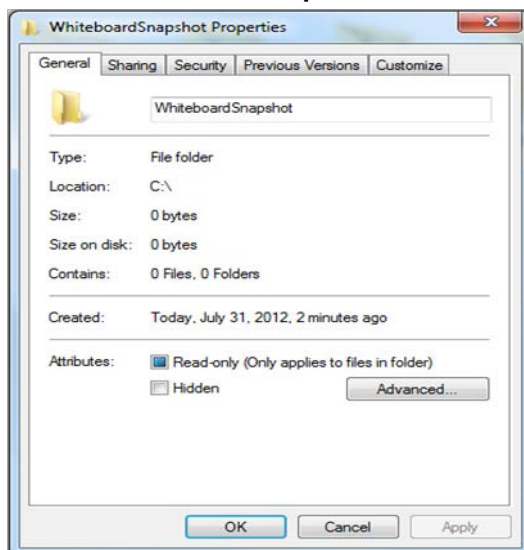 WhiteboardSnapshot Properties
General Sharing Security Previous Versions Customize
WhiteboardSnapshot
Type: File folder
Location: C:\
Size: 0 bytes
Size on disk: 0 bytes
Contains: 0 Files, 0 Folders
Created: Today, July 31, 2012, 2 minutes ago
Attributes: Read-only (Only applies to files in folder)
Hidden Advanced...
OK Cancel Apply